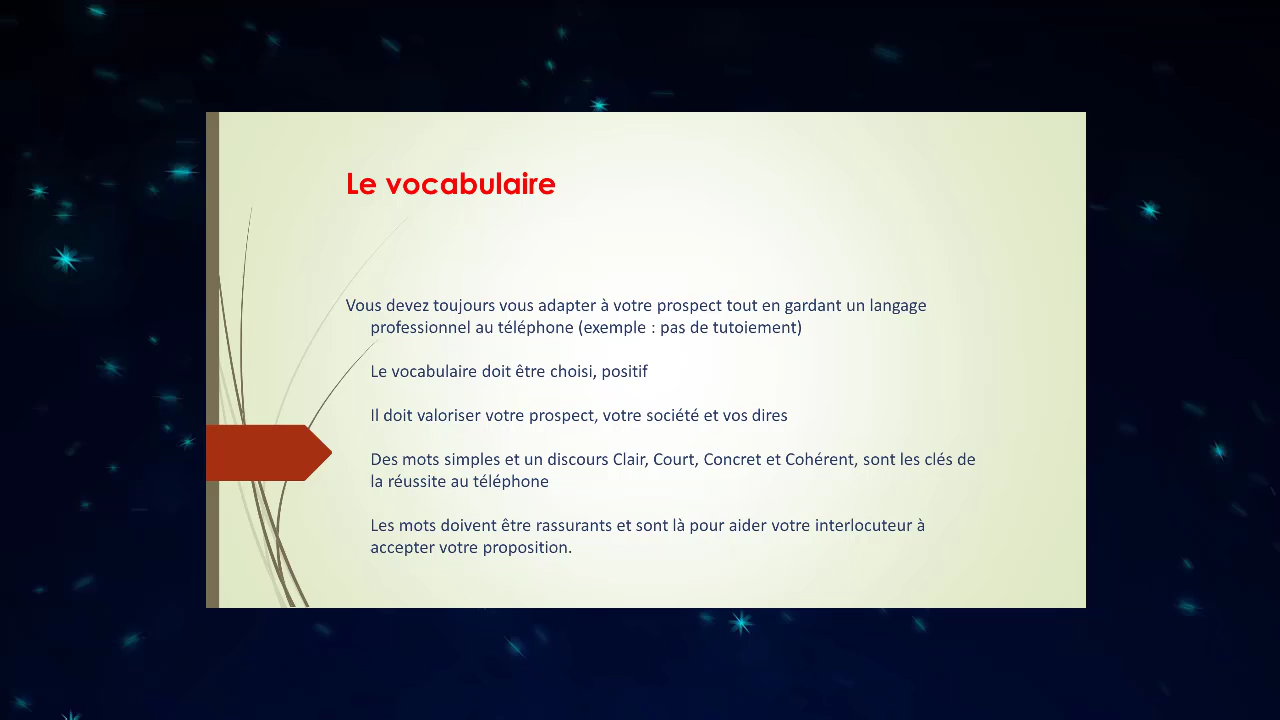 Le vocabulaire
Vous devez toujours vous adapter à votre prospect tout en gardant un langage
professionnel au téléphone (exemple : pas de tutoiement)
Le vocabulaire doit être choisi, positif
Il doit valoriser votre prospect, votre société et vos dires
Des mots simples et un discours Clair, Court, Concret et Cohérent, sont les clés de
la réussite au téléphone
Les mots doivent être rassurants et sont là pour aider votre interlocuteur à
accepter votre proposition.